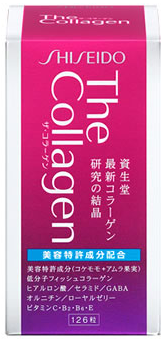 SHISEIDO
The
Collagen
ザ・コラーゲン
資生堂
最新コラーゲン
研究の結晶
美容特許成分配合
美容特許成分(コケモモ+アムラ果実)
低分子フィッシュコラーゲン
ヒアルロン酸/セラミド/GABA
オルニチン/ローヤルゼリー
ビタミンC・B₂・B₆・E
126粒